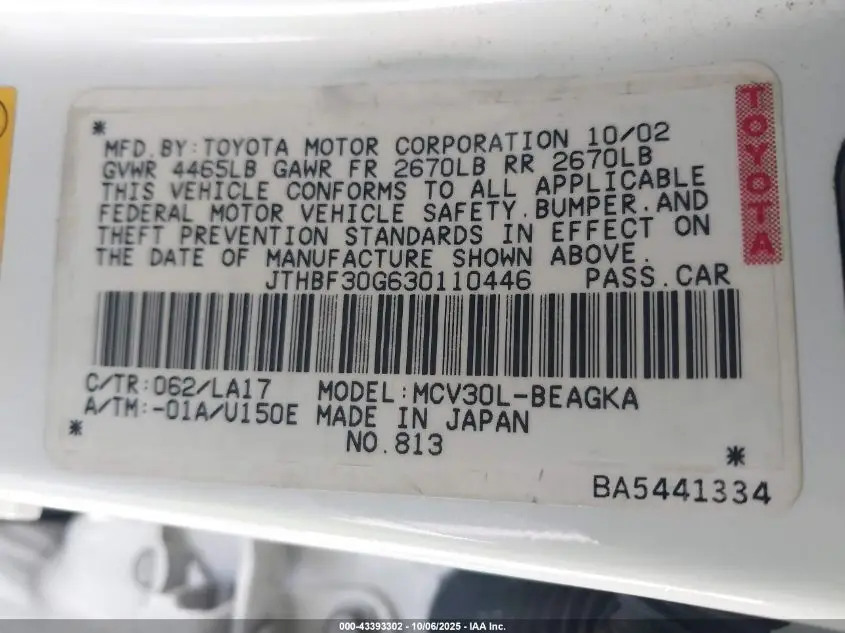 *
MFD.BY:TOYOTA MOTOR CORPORATION 10/02
GVWR 4465LB GAWR FR 2670LB RR 2670LB
THIS VEHICLE CONFORMS TO ALL APPLICABLE
FEDERAL MOTOR VEHICLE SAFETY.BUMPER.AND
THEFT PREVENTION STANDARDS IN EFFECT ON
THE DATE OF MANUFACTURE SHOWN ABOVE.
JTHBF30G630110446 PASS.CAR
TOYOTA
C/TR:062/LA17 MODEL:MCV30L-BEAGKA
A/TM:-01A/U150E MADE IN JAPAN
* NO.813 *
BA5441334
000-43393302 - 10/06/2025 - IAA Inc.